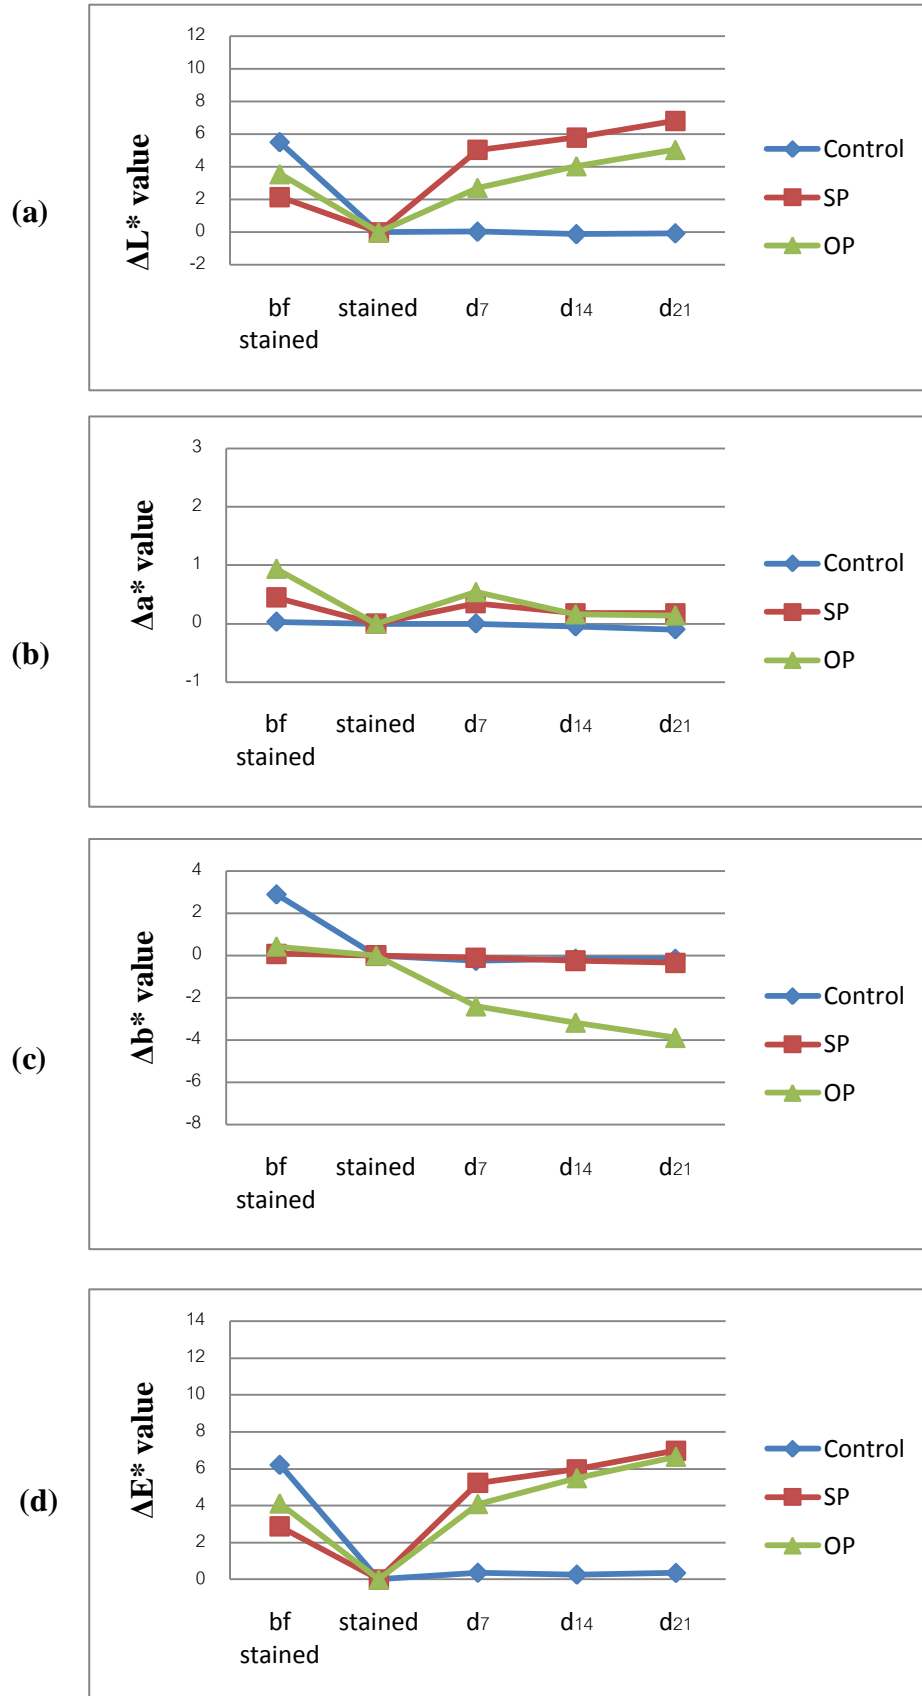 (a)
ΔL* value
12
10
8
6
4
2
0
-2
bf stained
stained
d7
d14
d21
Control
SP
OP
(b)
Δa* value
3
2
1
0
-1
bf stained
stained
d7
d14
d21
Control
SP
OP
(c)
Δb* value
4
2
0
-2
-4
-6
-8
bf stained
stained
d7
d14
d21
Control
SP
OP
(d)
ΔE* value
14
12
10
8
6
4
2
0
bf stained
stained
d7
d14
d21
Control
SP
OP